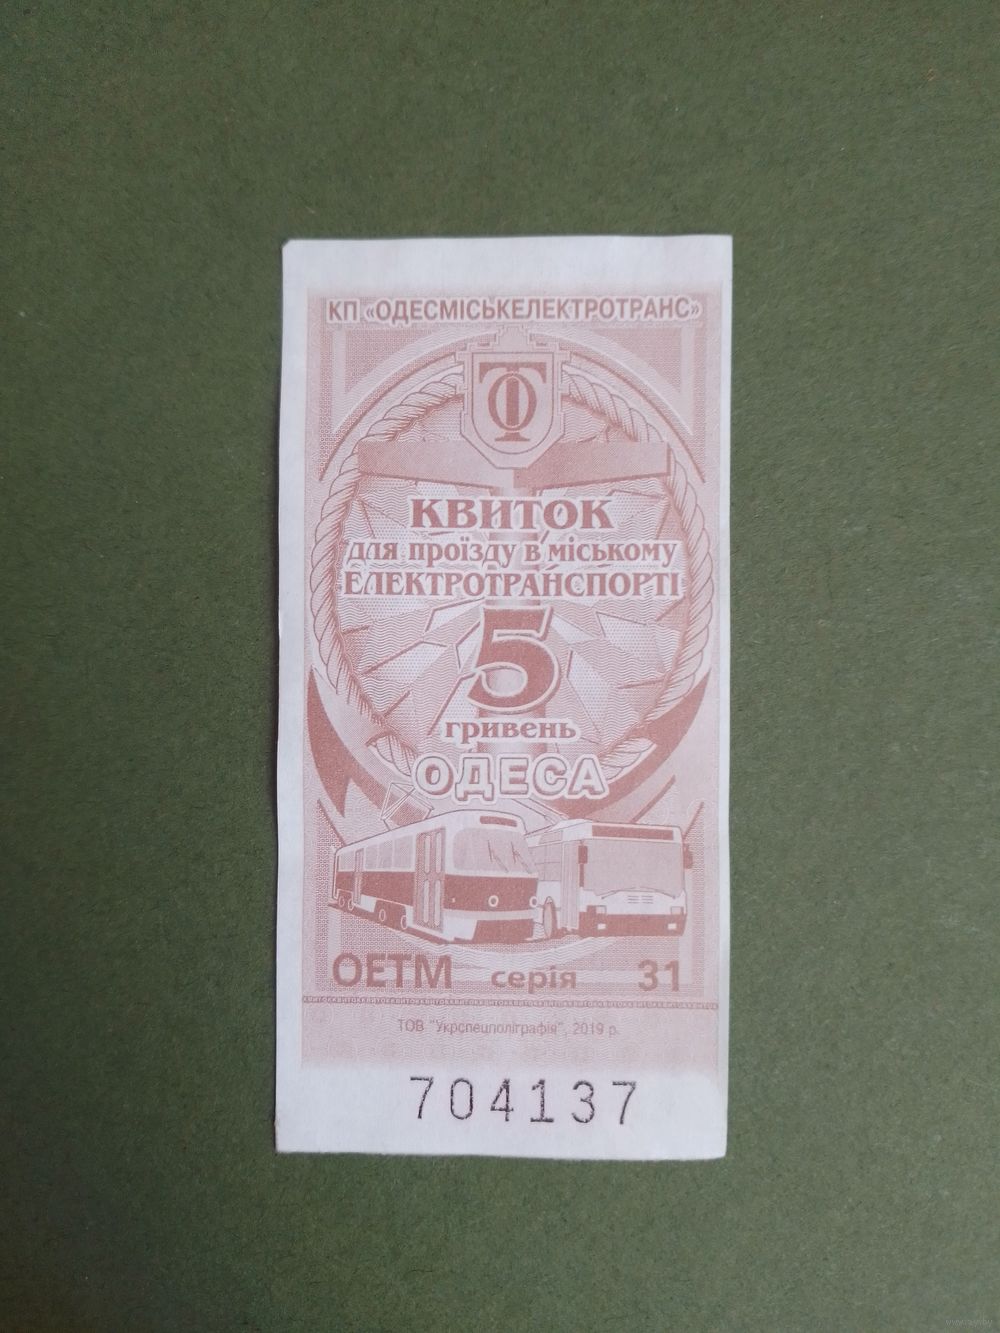 КП «ОДЕСМІСЬКЕЛЕКТРОТРАНС»
КВИТОК
для проїзду в міському
ЕЛЕКТРОТРАНСПОРТІ
5
гривень
ОДЕСА
ОЕТМ серія 31
ТОВ "Укрспецполіграфія", 2019 р.
704137